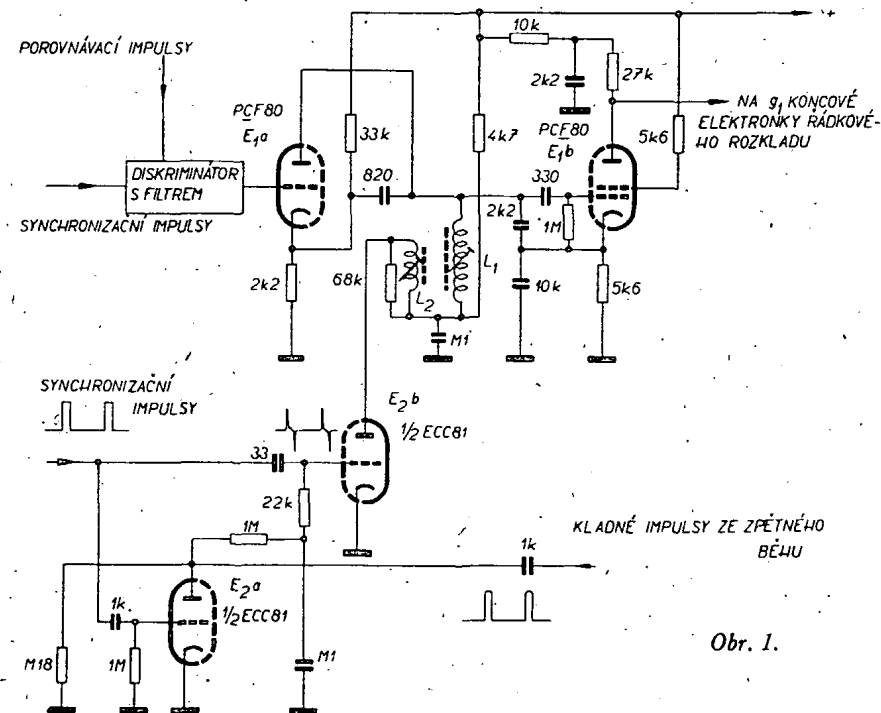 POROVNÁVACÍ IMPULSY
DISKRIMINÁTOR
S FILTREM
SYNCHRONIZAČNÍ IMPULSY
PCF80
E1a
33k
820
2k2
68k
L2
L1
M1
4k7
10k
2k2
27k
PCF80
E1b
330
2k2
1M
10k
5k6
5k6
+
NA g1 KONCOVÉ
ELEKTRONKY ŘÁDKOVÉ-
HO ROZKLADU
SYNCHRONIZAČNÍ
IMPULSY
E2b
1/2 ECC81
33
22k
1M
E2a
1/2 ECC81
1k
M18
1M
M1
KLADNÉ IMPULSY ZE ZPĚTNÉHO
BĚHU
1k
Obr. 1.